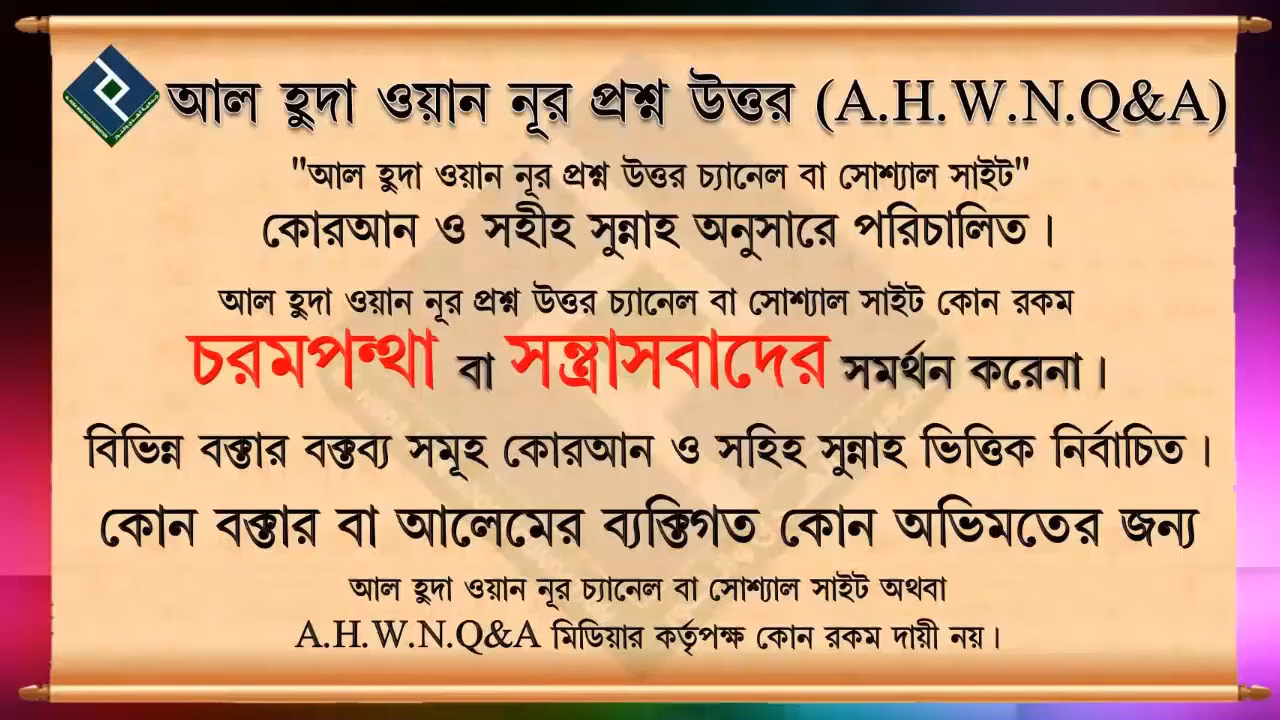 আল হুদা ওয়ান নূর প্রশ্ন উত্তর (A.H.W.N.Q&A)
"আল হুদা ওয়ান নূর প্রশ্ন উত্তর চ্যানেল বা সোশ্যাল সাইট"
কোরআন ও সহীহ সুন্নাহ অনুসারে পরিচালিত।
আল হুদা ওয়ান নূর প্রশ্ন উত্তর চ্যানেল বা সোশ্যাল সাইট কোন রকম
চরমপন্থা বা সন্ত্রাসবাদের সমর্থন করেনা।
বিভিন্ন বক্তার বক্তব্য সমূহ কোরআন ও সহিহ সুন্নাহ ভিত্তিক নির্বাচিত।
কোন বক্তার বা আলেমের ব্যক্তিগত কোন অভিমতের জন্য
আল হুদা ওয়ান নূর চ্যানেল বা সোশ্যাল সাইট অথবা
A.H.W.N.Q&A মিডিয়ার কর্তৃপক্ষ কোন রকম দায়ী নয়।